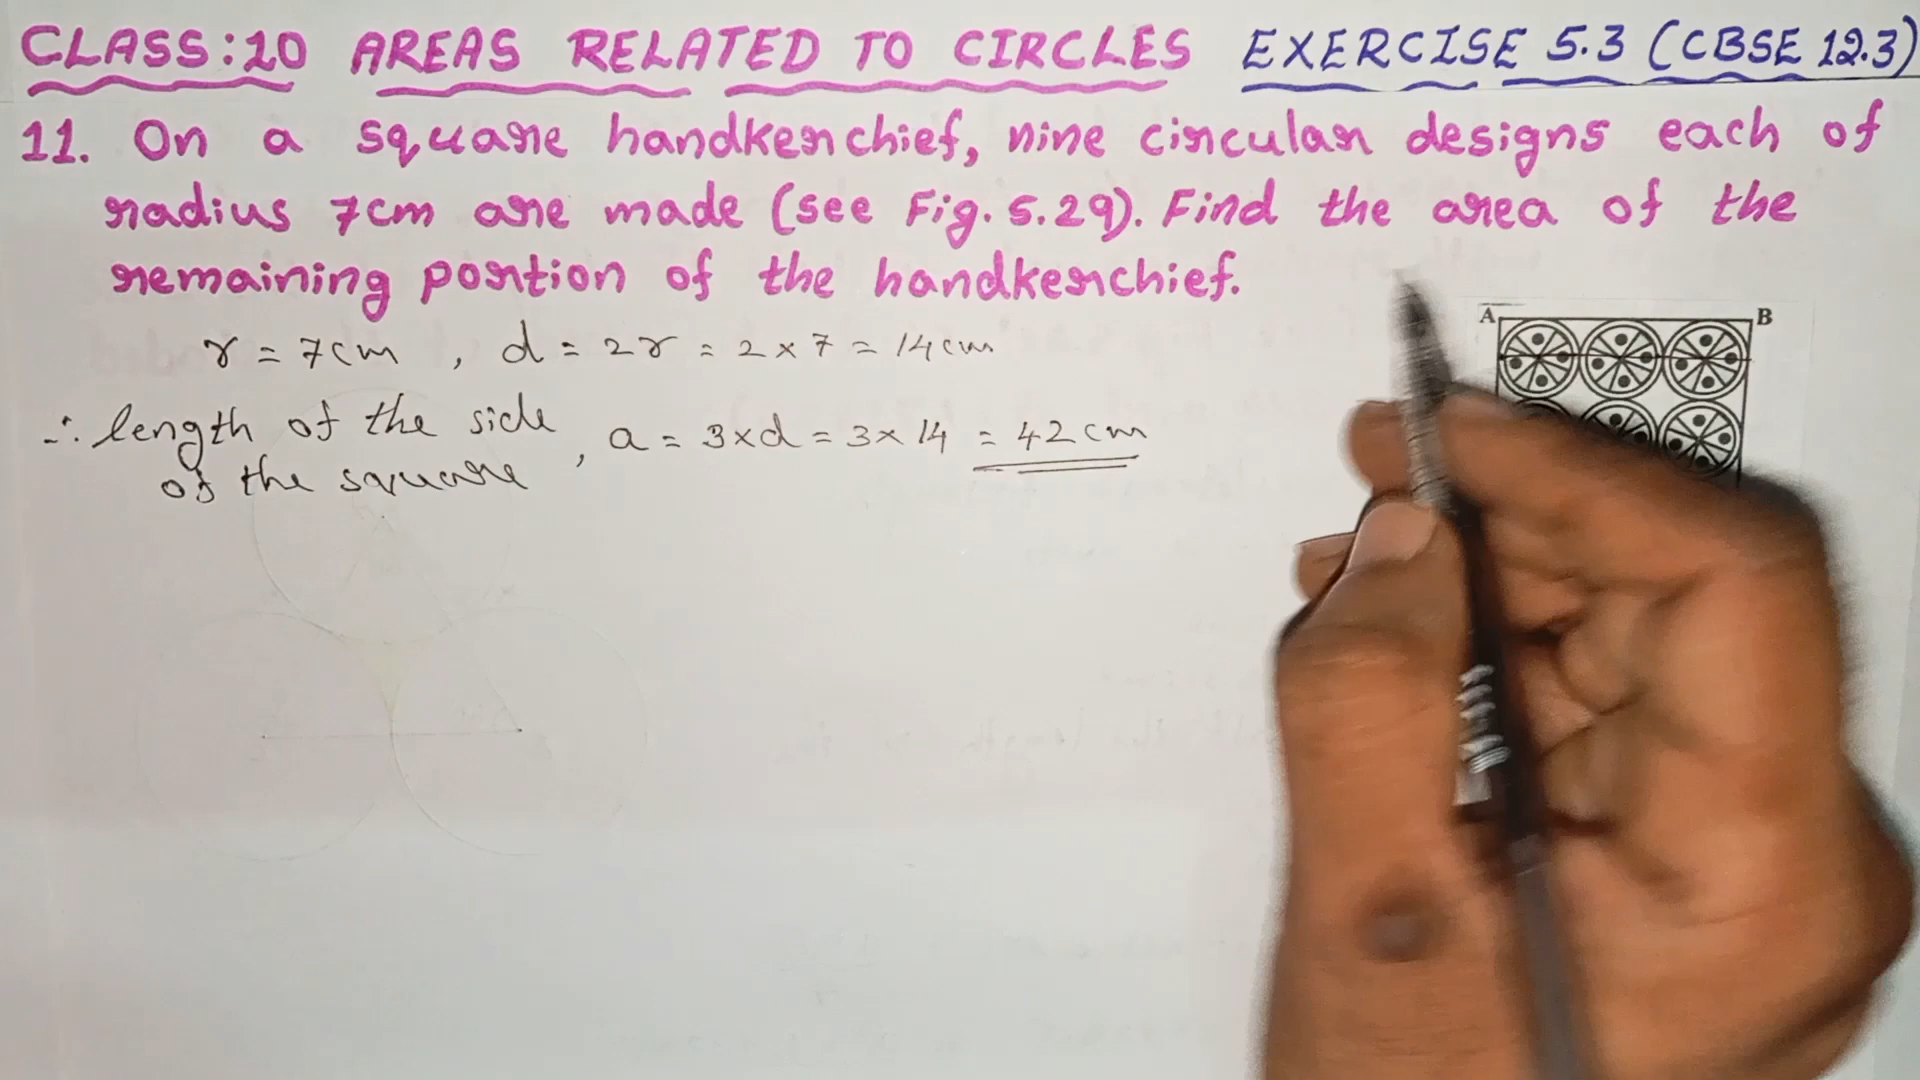 CLASS:10 AREAS RELATED TO CIRCLES EXERCISE 5.3 (CBSE 12.3)
11. On a square handkerchief, nine circular designs each of
radius 7cm are made (see Fig. 5.29). Find the area of the
remaining portion of the handkerchief.
r = 7cm , d = 2r = 2 × 7 = 14cm
A B
∴ length of the side
of the square , a = 3×d = 3× 14 = 42cm